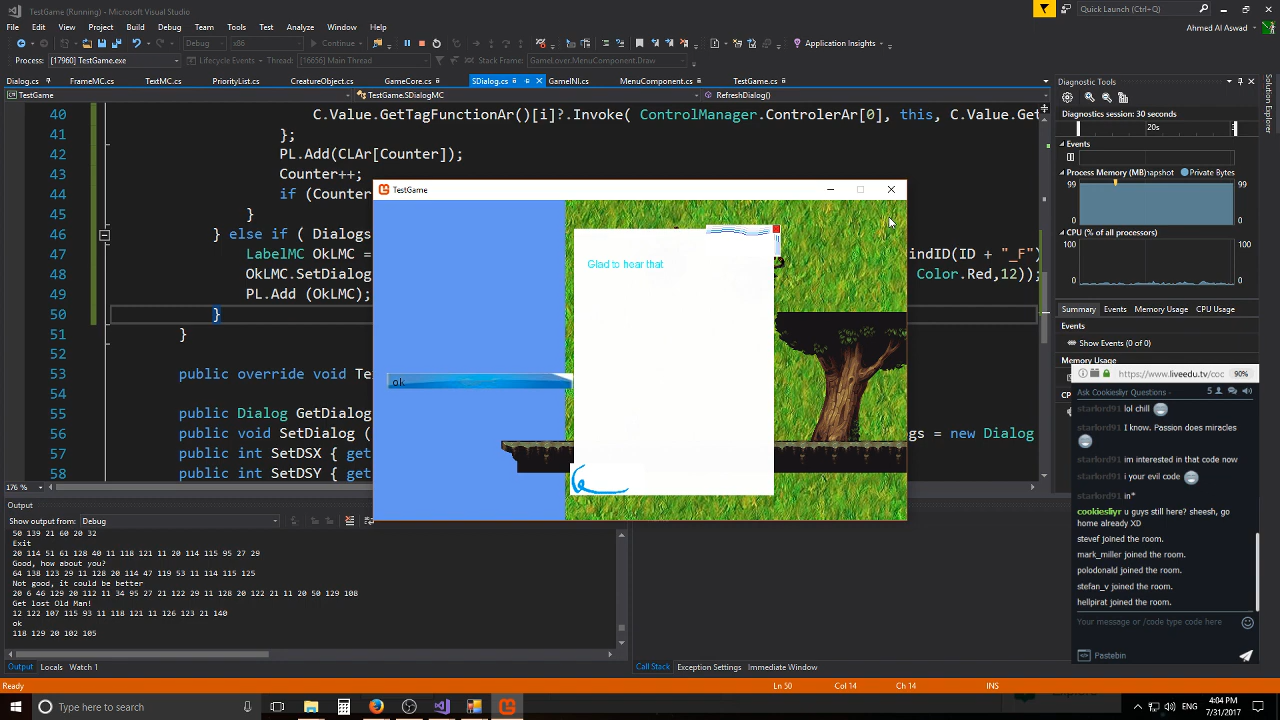 TestGame (Running) - Microsoft Visual Studio
Quick Launch (Ctrl+Q)
File Edit View Project Build Debug Team Tools Architecture Test Analyze Window Help
Ahmed Al Aswad
Debug x86 Continue Application Insights
Process: [17960] TestGame.exe Lifecycle Events Thread: [16656] Main Thread Stack Frame: GameLover.MenuComponent.Draw
Dialog.cs FrameMC.cs TextMC.cs PriorityList.cs CreatureObject.cs GameCore.cs SDialog.cs GameINI.cs MenuComponent.cs TestGame.cs
TestGame TestGame.SDialogMC RefreshDialog()
40 C.Value.GetTagFunctionAr()[i]?.Invoke( ControlManager.ControlerAr[0], this, C.Value.Get
41 };
42 PL.Add(CLAr[Counter]);
43 Counter++;
44 if (Counter
45 }
46 } else if ( Dialogs
47 LabelMC OkLMC = indID(ID + "_F")
48 OkLMC.SetDialog Color.Red,12));
49 PL.Add (OkLMC);
50 }
51 }
52
53 public override void Te
54
55 public Dialog GetDialog
56 public void SetDialog ( gs = new Dialog
57 public int SetDSX { get
58 public int SetDSY { get
176 %
TestGame
Glad to hear that
ok
Diagnostic Tools
Diagnostics session: 30 seconds
20s
Events
Process Memory (MB) Snapshot Private Bytes
99 99
0 0
CPU (% of all processors)
100 100
0 0
Summary Events Memory Usage CPU Usage
Events
Show Events (0 of 0)
Memory Usage
Solution Explorer
https://www.liveedu.tv/coc 90%
Ask Cookiesliyr Questions - 5
starlord91 lol chill
starlord91 I know. Passion does miracles
starlord91 im interested in that code now
starlord91 i your evil code
starlord91 in*
cookiesliyr u guys still here? sheesh, go
home already XD
stevef joined the room.
mark_miller joined the room.
polodonald joined the room.
stefan_v joined the room.
hellpirat joined the room.
Your message or /code type code here
Pastebin
Output
Show output from: Debug
50 139 21 60 20 32
Exit
20 114 51 61 128 40 11 118 121 11 20 114 115 95 27 29
Good, how about you?
64 138 123 29 11 128 20 114 47 119 53 11 114 115 125
Not good, it could be better
20 6 46 129 20 112 11 34 95 27 21 122 29 11 128 20 122 21 11 20 50 129 108
Get lost Old Man!
12 122 107 115 93 11 118 121 11 126 123 21 140
ok
118 129 20 102 105
Output Locals Watch 1
Call Stack Exception Settings Immediate Window
Ready Ln 50 Col 14 Ch 14 INS
Type here to search
ENG
4:04 PM
7/31/2017